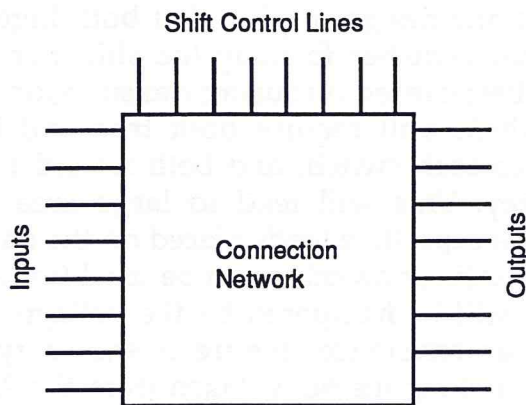 Shift Control Lines
Inputs
Connection
Network
Outputs